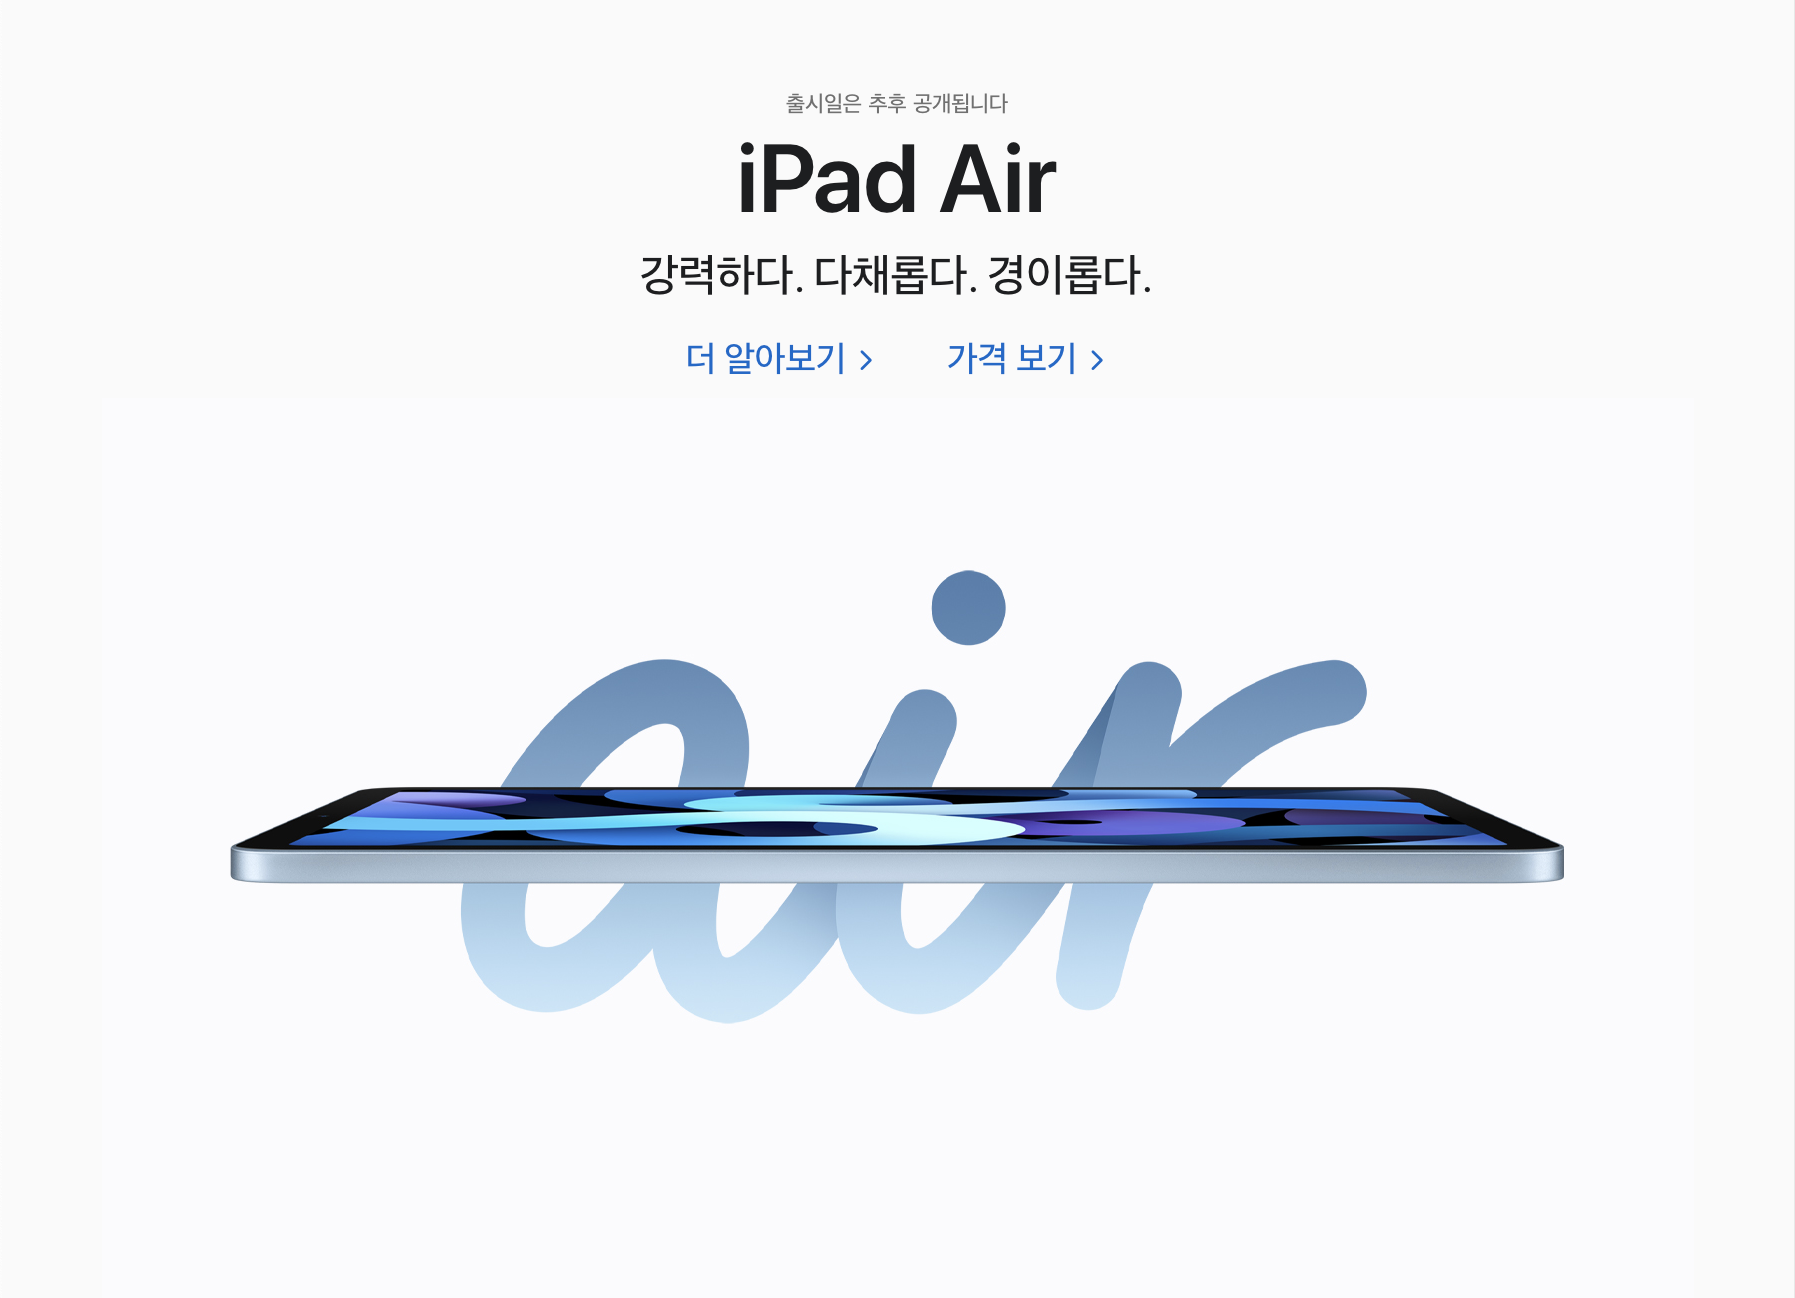 출시일은 추후 공개됩니다
iPad Air
강력하다. 다채롭다. 경이롭다.
더 알아보기 >
가격 보기 >
air